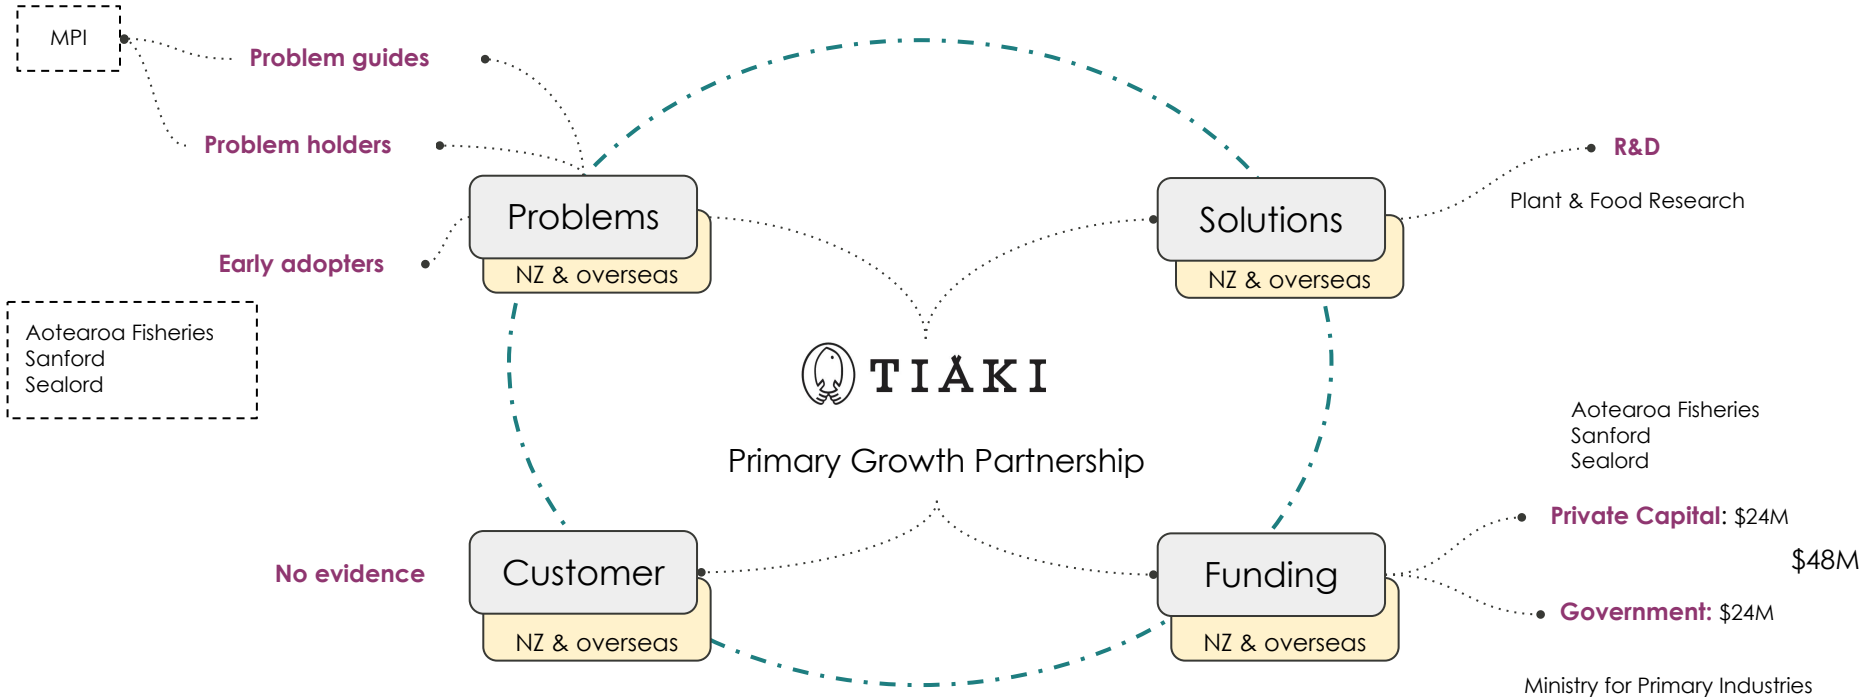 MPI
Problem guides
Problem holders
Early adopters
Aotearoa Fisheries
Sanford
Sealord
Problems
NZ & overseas
Solutions
NZ & overseas
R&D
Plant & Food Research
TIAKI
Primary Growth Partnership
No evidence
Customer
NZ & overseas
Funding
NZ & overseas
Aotearoa Fisheries
Sanford
Sealord
Private Capital: $24M
$48M
Government: $24M
Ministry for Primary Industries